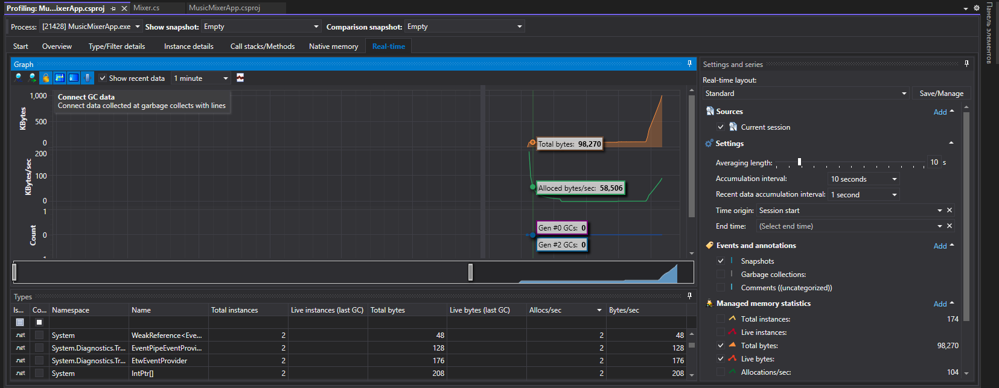 Profiling: Mu...ixerApp.csproj
Mixer.cs
MusicMixerApp.csproj
Process:
[21428] MusicMixerApp.exe
Show snapshot:
Empty
Comparison snapshot:
Empty
Start
Overview
Type/Filter details
Instance details
Call stacks/Methods
Native memory
Real-time
Graph
Show recent data
1 minute
Connect GC data
Connect data collected at garbage collects with lines
KBytes
1,000
500
0
Total bytes: 98,270
KBytes/sec
200
100
0
Alloced bytes/sec: 58,506
Count
1
0
Gen #0 GCs: 0
Gen #2 GCs: 0
Types
Is...
Co...
Namespace
Name
Total instances
Live instances (last GC)
Total bytes
Live bytes (last GC)
Allocs/sec
Bytes/sec
.net System WeakReference<Eve... 2 48 2 48
.net System.Diagnostics.Tr... EventPipeEventProvi... 2 128 2 128
.net System.Diagnostics.Tr... EtwEventProvider 2 176 2 176
.net System IntPtr[] 2 208 2 208
Settings and series
Real-time layout:
Standard
Save/Manage
Sources
Add
Current session
Settings
Averaging length:
10 s
Accumulation interval:
10 seconds
Recent data accumulation interval:
1 second
Time origin:
Session start
End time:
(Select end time)
Events and annotations
Add
Snapshots
Garbage collections:
Comments ((uncategorized))
Managed memory statistics
Add
Total instances: 174
Live instances:
Total bytes: 98,270
Live bytes:
Allocations/sec: 104
Панель элементов